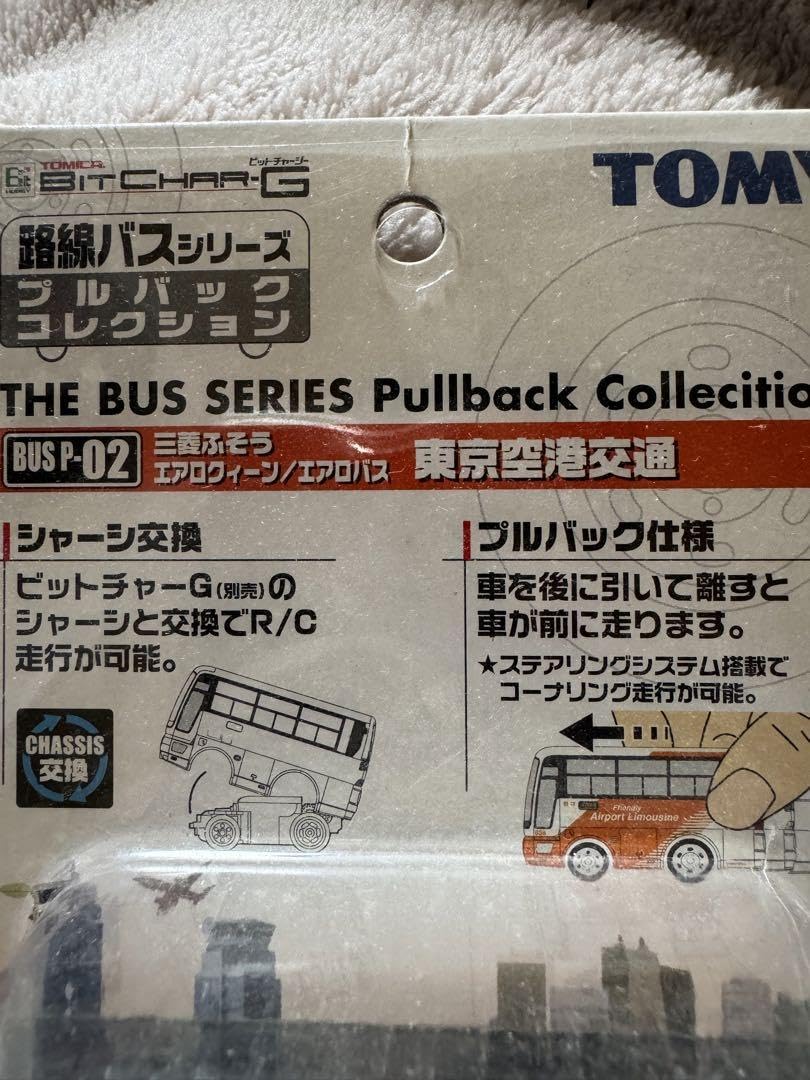 TOMICA
ビットチャージー
BIT CHAR-G
TOMY
路線バスシリーズ
プルバック
コレクション
THE BUS SERIES Pullback Collecitio
BUS P-02
三菱ふそう
エアロクィーン/エアロバス
東京空港交通
シャーシ交換
ビットチャーG(別売)の
シャーシと交換でR/C
走行が可能。
CHASSIS
交換
プルバック仕様
車を後に引いて離すと
車が前に走ります。
★ステアリングシステム搭載で
コーナリング走行が可能。
Friendly
Airport Limousine